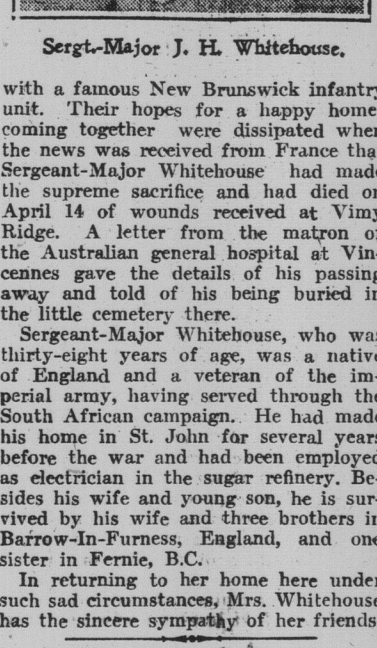 Sergt.-Major J. H. Whitehouse.
with a famous New Brunswick infantry
unit. Their hopes for a happy home
coming together were dissipated when
the news was received from France tha
Sergeant-Major Whitehouse had mad
the supreme sacrifice and had died o
April 14 of wounds received at Vimy
Ridge. A letter from the matron o
the Australian general hospital at Vin-
cennes gave the details of his passing
away and told of his being buried in
the little cemetery there.
Sergeant-Major Whitehouse, who wa
thirty-eight years of age, was a nativ
of England and a veteran of the im-
perial army, having served through th
South African campaign. He had mad
his home in St. John for several years
before the war and had been employed
as electrician in the sugar refinery. Be-
sides his wife and young son, he is sur-
vived by his wife and three brothers in
Barrow-In-Furness, England, and on
sister in Fernie, B.C.
In returning to her home here under
such sad circumstances, Mrs. Whitehouse
has the sincere sympathy of her friends